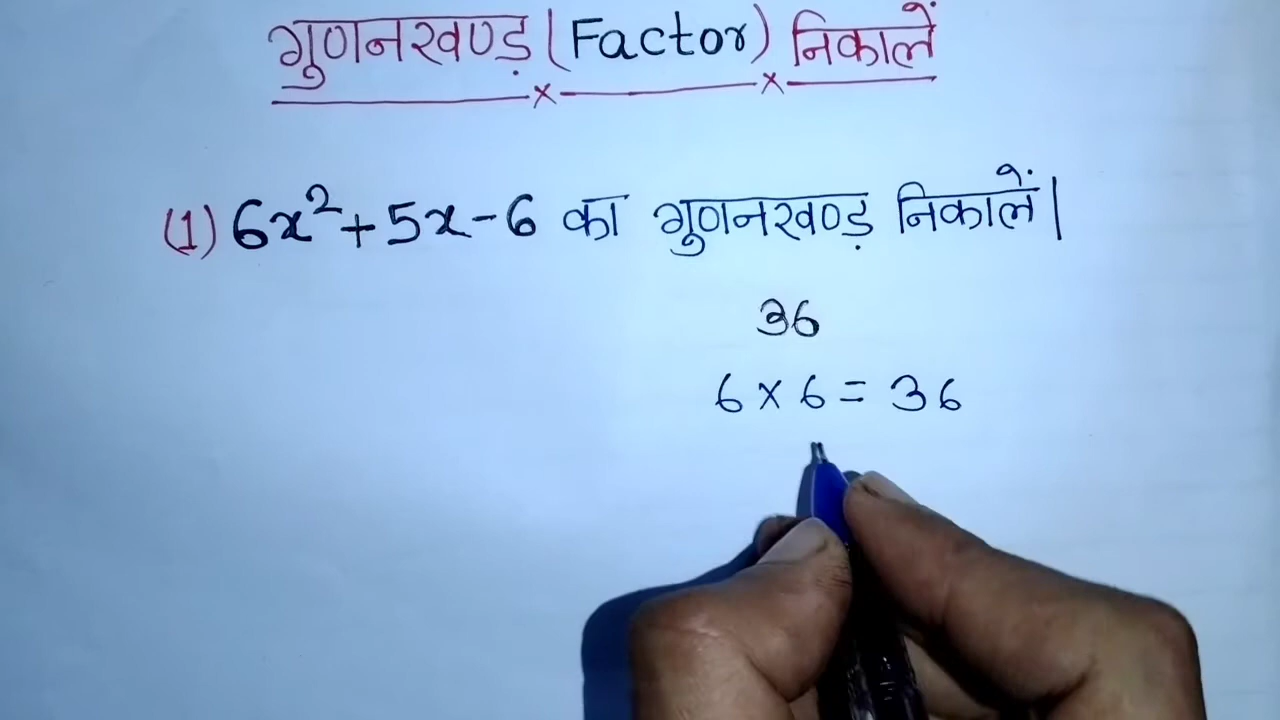 गुणनखण्ड़ (Factor) निकालें
(1) 6x² + 5x - 6 का गुणनखण्ड़ निकालें|
36
6 × 6 = 36